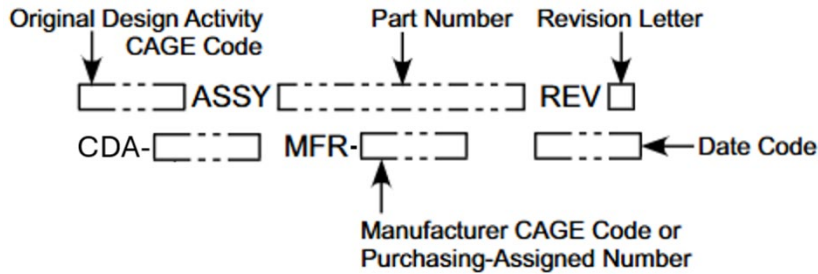 Original Design Activity
CAGE Code
Part Number
Revision Letter
ASSY REV
CDA- MFR-
Date Code
Manufacturer CAGE Code or
Purchasing-Assigned Number